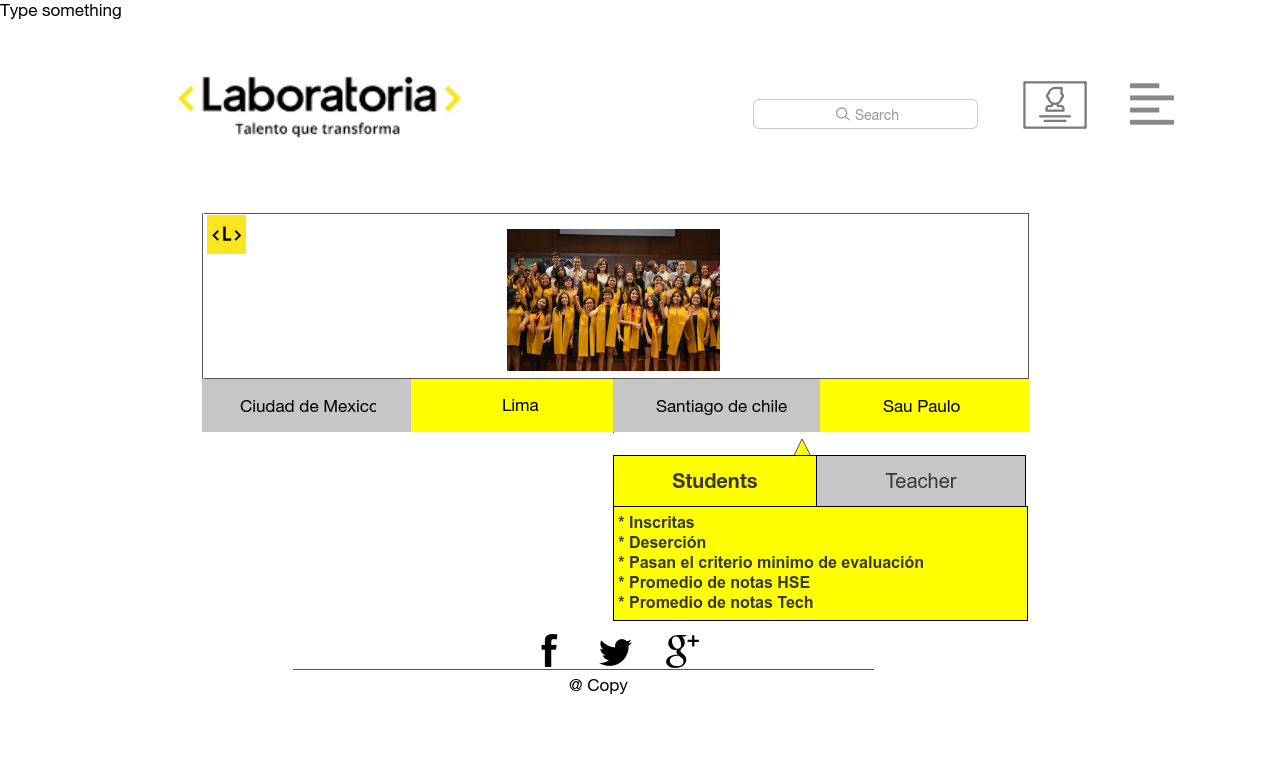 Type something
<Laboratoria>
Talento que transforma
Search
<L>
Ciudad de Mexico
Lima
Santiago de chile
Sau Paulo
Students
Teacher
* Inscritas
* Deserción
* Pasan el criterio minimo de evaluación
* Promedio de notas HSE
* Promedio de notas Tech
@ Copy